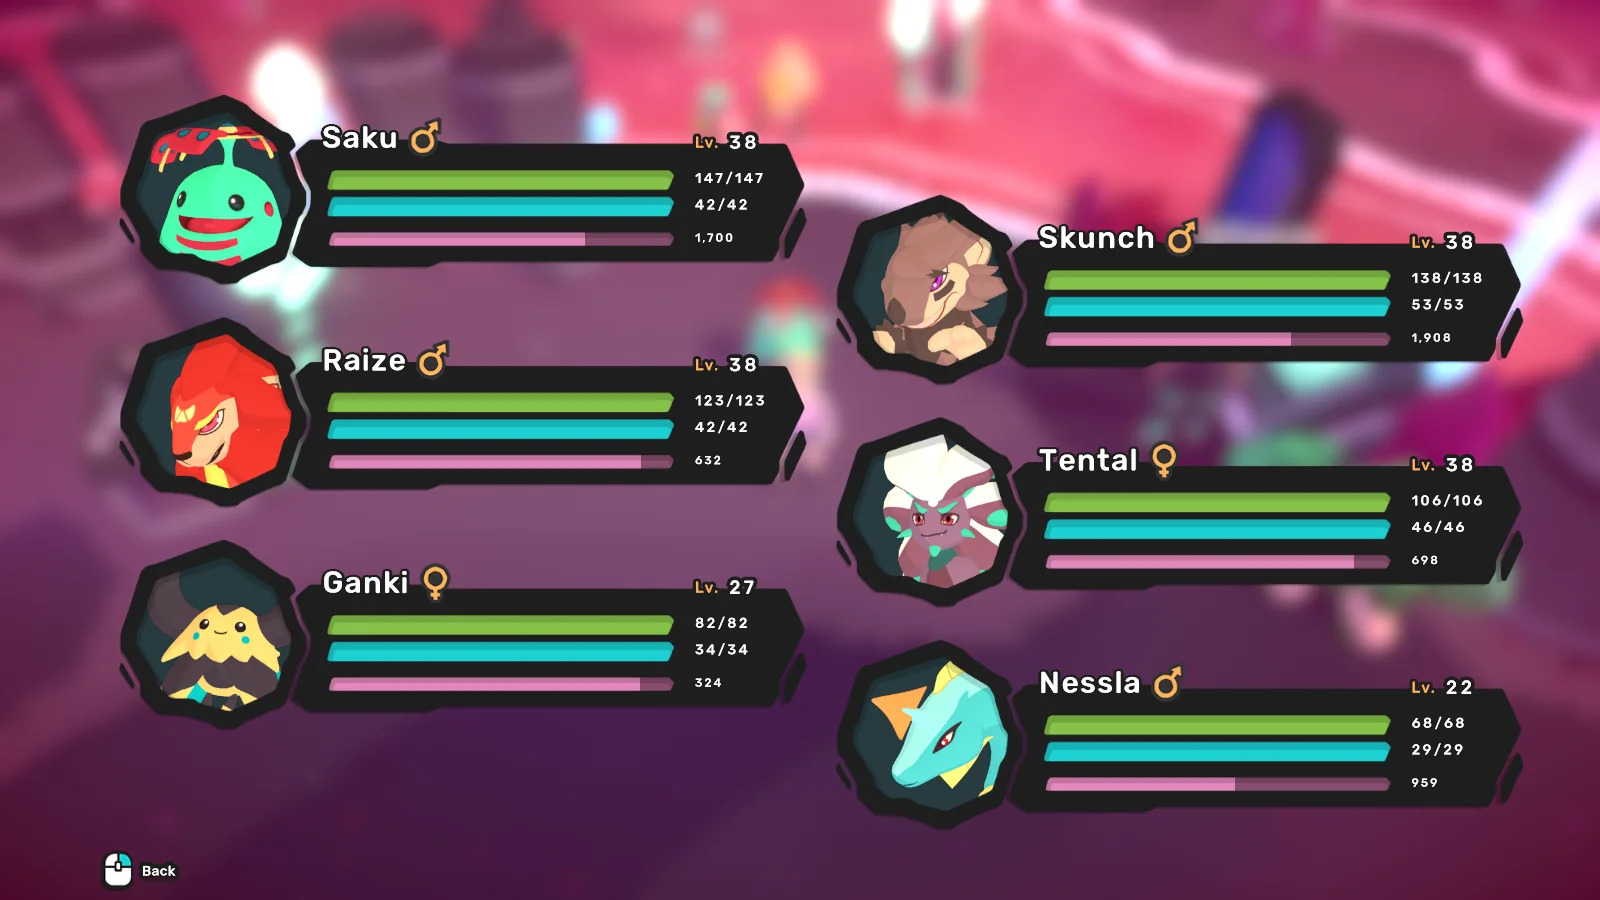 Saku
Lv. 38
147/147
42/42
1,700
Skunch
Lv. 38
138/138
53/53
1,908
Raize
Lv. 38
123/123
42/42
632
Tental
Lv. 38
106/106
46/46
698
Ganki
Lv. 27
82/82
34/34
324
Nessla
Lv. 22
68/68
29/29
959
Back